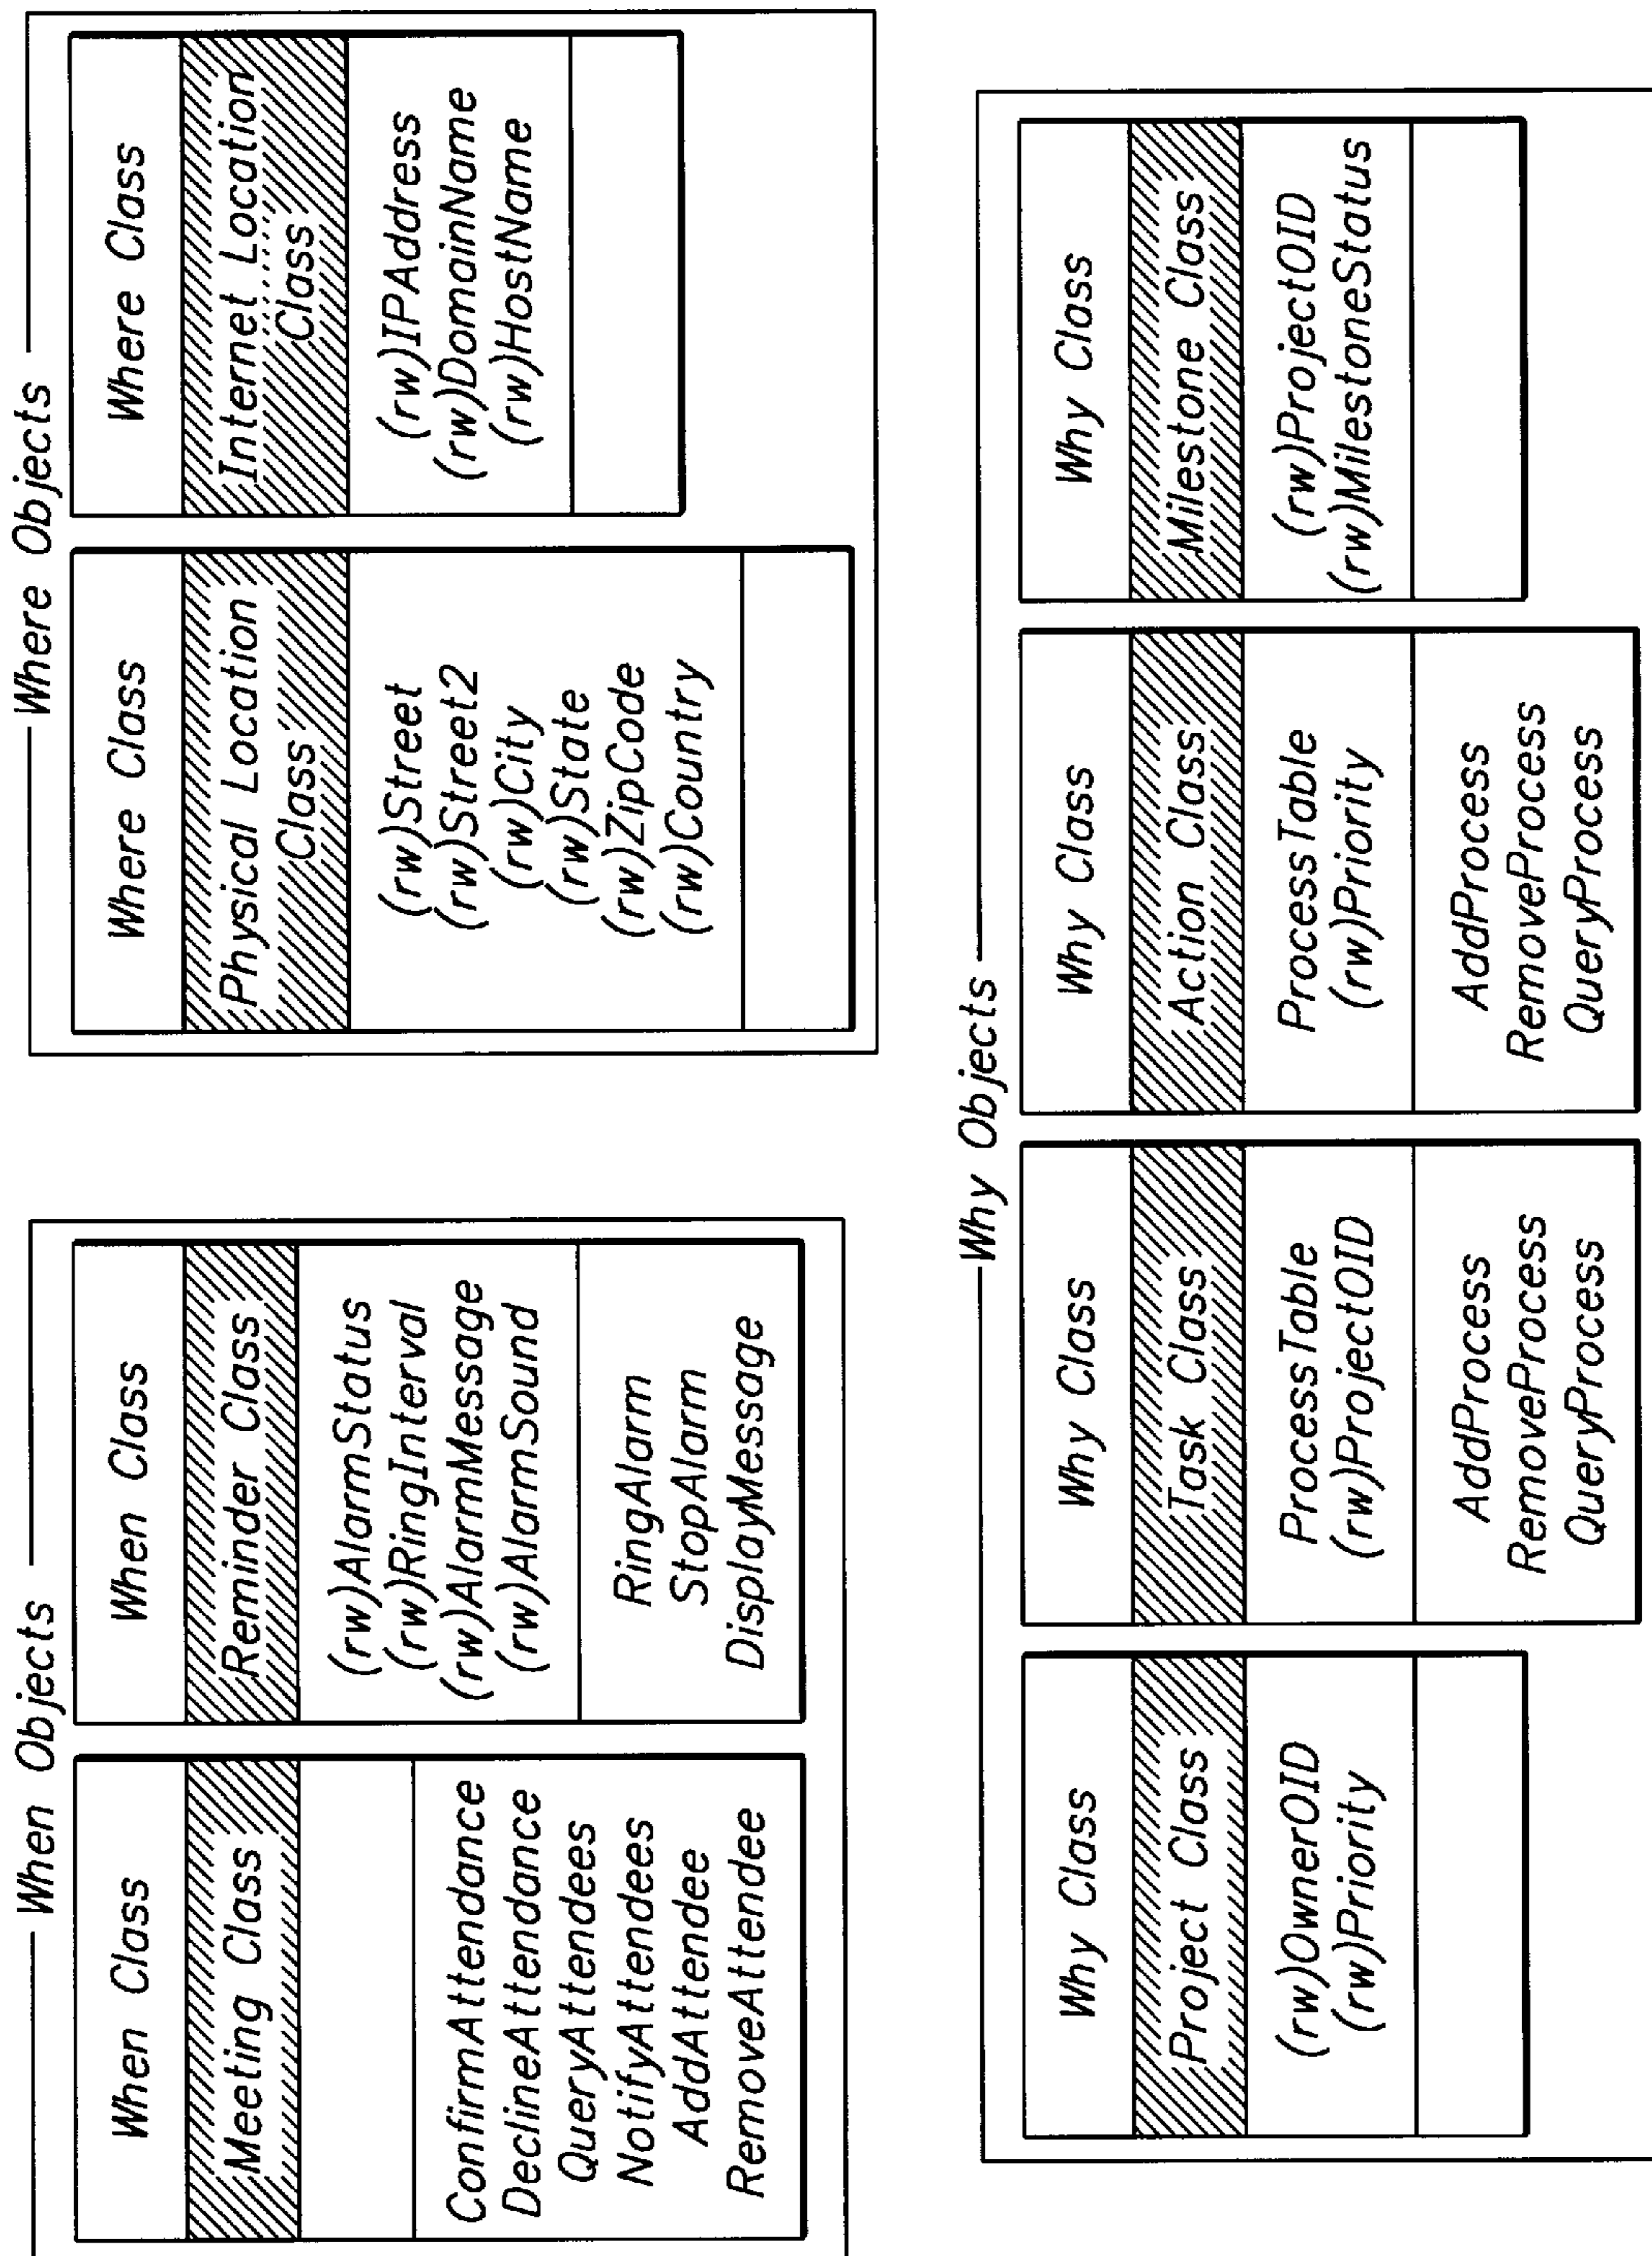 When Objects
When Class
Meeting Class
ConfirmAttendance
DeclineAttendance
QueryAttendees
NotifyAttendees
AddAttendee
RemoveAttendee
When Class
Reminder Class
(rw)AlarmStatus
(rw)RingInterval
(rw)AlarmMessage
(rw)AlarmSound
RingAlarm
StopAlarm
DisplayMessage
Where Objects
Where Class
Physical Location
Class
(rw)Street
(rw)Street2
(rw)City
(rw)State
(rw)ZipCode
(rw)Country
Where Class
Internet Location
Class
(rw)IPAddress
(rw)DomainName
(rw)HostName
Why Objects
Why Class
Project Class
(rw)OwnerOID
(rw)Priority
Why Class
Task Class
ProcessTable
(rw)ProjectOID
AddProcess
RemoveProcess
QueryProcess
Why Class
Action Class
ProcessTable
(rw)Priority
AddProcess
RemoveProcess
QueryProcess
Why Class
Milestone Class
(rw)ProjectOID
(rw)MilestoneStatus